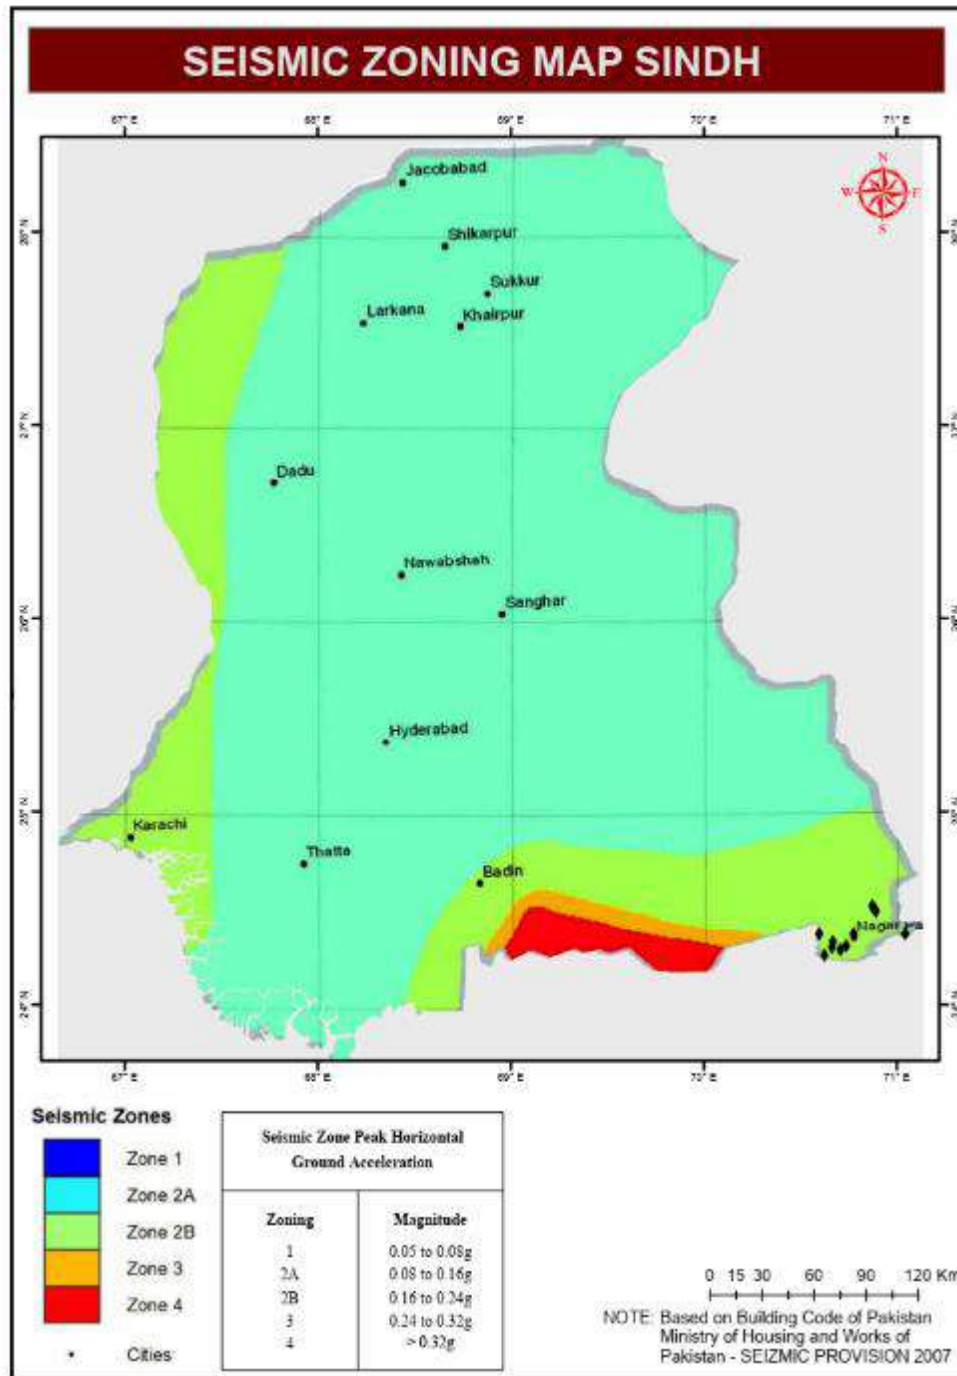 SEISMIC ZONING MAP SINDH
67° E 68° E 69° E 70° E 71° E
N
W E
S
Jacobabad
Shikarpur
Sukkur
Larkana
Khairpur
27° N
Dadu
Nawabshah
Sanghar
26° N
Hyderabad
25° N
Karachi
Thatta
Badin
24° N
67° E 68° E 69° E 70° E 71° E
Seismic Zones
Zone 1
Zone 2A
Zone 2B
Zone 3
Zone 4
Cities
Seismic Zone Peak Horizontal
Ground Acceleration
Zoning Magnitude
1 0.05 to 0.08g
2A 0.08 to 0.16g
2B 0.16 to 0.24g
3 0.24 to 0.32g
4 > 0.32g
0 15 30 60 90 120 Km
NOTE: Based on Building Code of Pakistan
Ministry of Housing and Works of
Pakistan - SEIZMIC PROVISION 2007